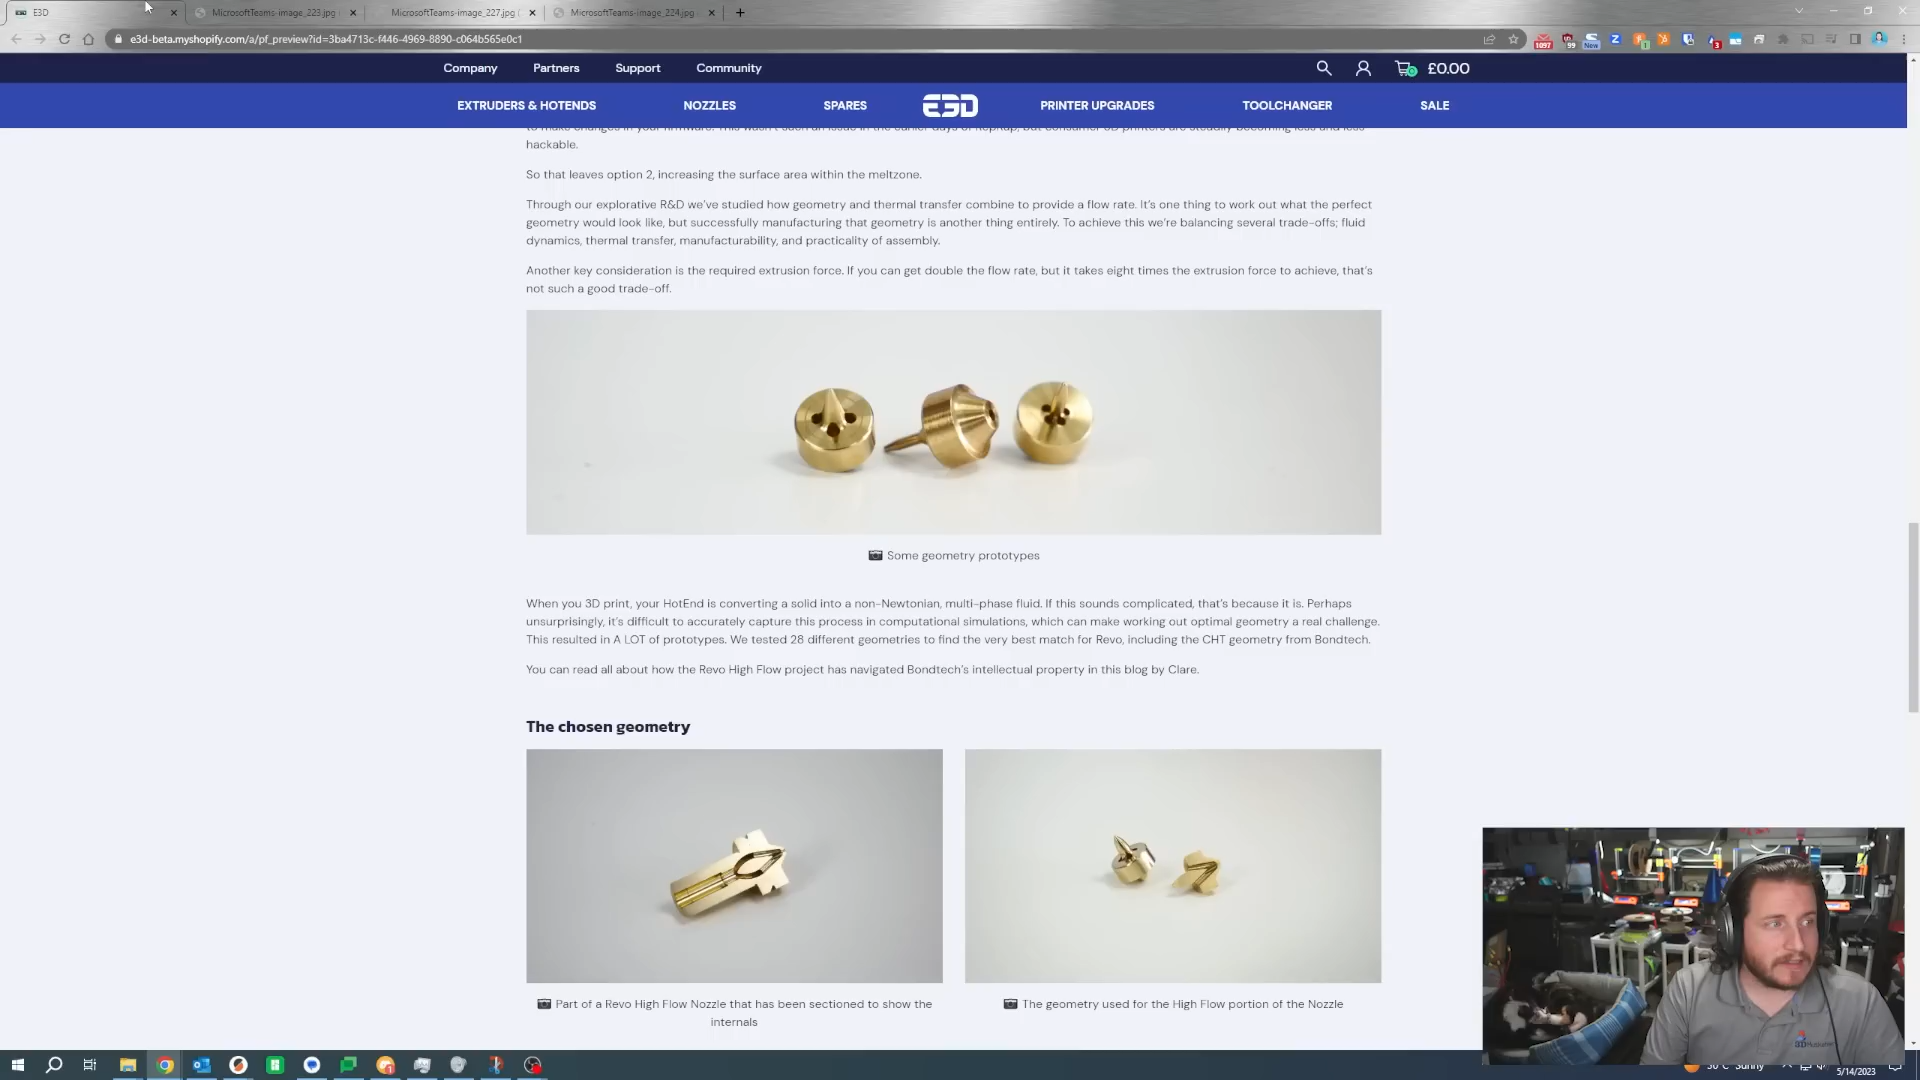 E3D
MicrosoftTeams-image_223.jpg
MicrosoftTeams-image_227.jpg
MicrosoftTeams-image_224.jpg
e3d-beta.myshopify.com/a/pf_preview?id=3ba4713c-f446-4969-8890-c064b565e0c1
1097
99
New
3
Company Partners Support Community
£0.00
EXTRUDERS & HOTENDS NOZZLES SPARES E3D PRINTER UPGRADES TOOLCHANGER SALE
hackable.
So that leaves option 2, increasing the surface area within the meltzone.
Through our explorative R&D we’ve studied how geometry and thermal transfer combine to provide a flow rate. It’s one thing to work out what the perfect
geometry would look like, but successfully manufacturing that geometry is another thing entirely. To achieve this we’re balancing several trade-offs; fluid
dynamics, thermal transfer, manufacturability, and practicality of assembly.
Another key consideration is the required extrusion force. If you can get double the flow rate, but it takes eight times the extrusion force to achieve, that’s
not such a good trade-off.
Some geometry prototypes
When you 3D print, your HotEnd is converting a solid into a non-Newtonian, multi-phase fluid. If this sounds complicated, that’s because it is. Perhaps
unsurprisingly, it’s difficult to accurately capture this process in computational simulations, which can make working out optimal geometry a real challenge.
This resulted in A LOT of prototypes. We tested 28 different geometries to find the very best match for Revo, including the CHT geometry from Bondtech.
You can read all about how the Revo High Flow project has navigated Bondtech’s intellectual property in this blog by Clare.
The chosen geometry
Part of a Revo High Flow Nozzle that has been sectioned to show the
internals
The geometry used for the High Flow portion of the Nozzle
Sunny
5/14/2023